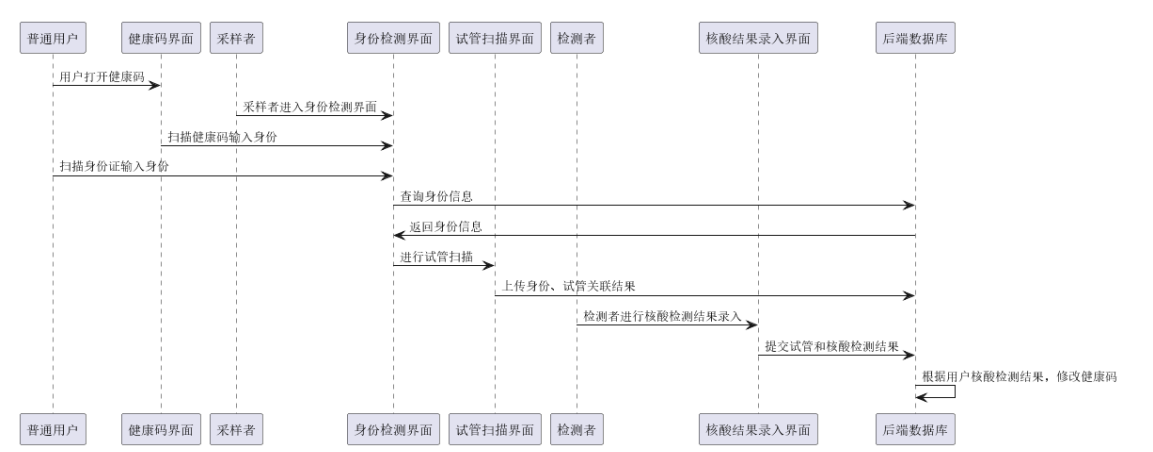 普通用户 健康码界面 采样者 身份检测界面 试管扫描界面 检测者 核酸结果录入界面 后端数据库
用户打开健康码
采样者进入身份检测界面
扫描健康码输入身份
扫描身份证输入身份
查询身份信息
返回身份信息
进行试管扫描
上传身份、试管关联结果
检测者进行核酸检测结果录入
提交试管和核酸检测结果
根据用户核酸检测结果，修改健康码
普通用户 健康码界面 采样者 身份检测界面 试管扫描界面 检测者 核酸结果录入界面 后端数据库